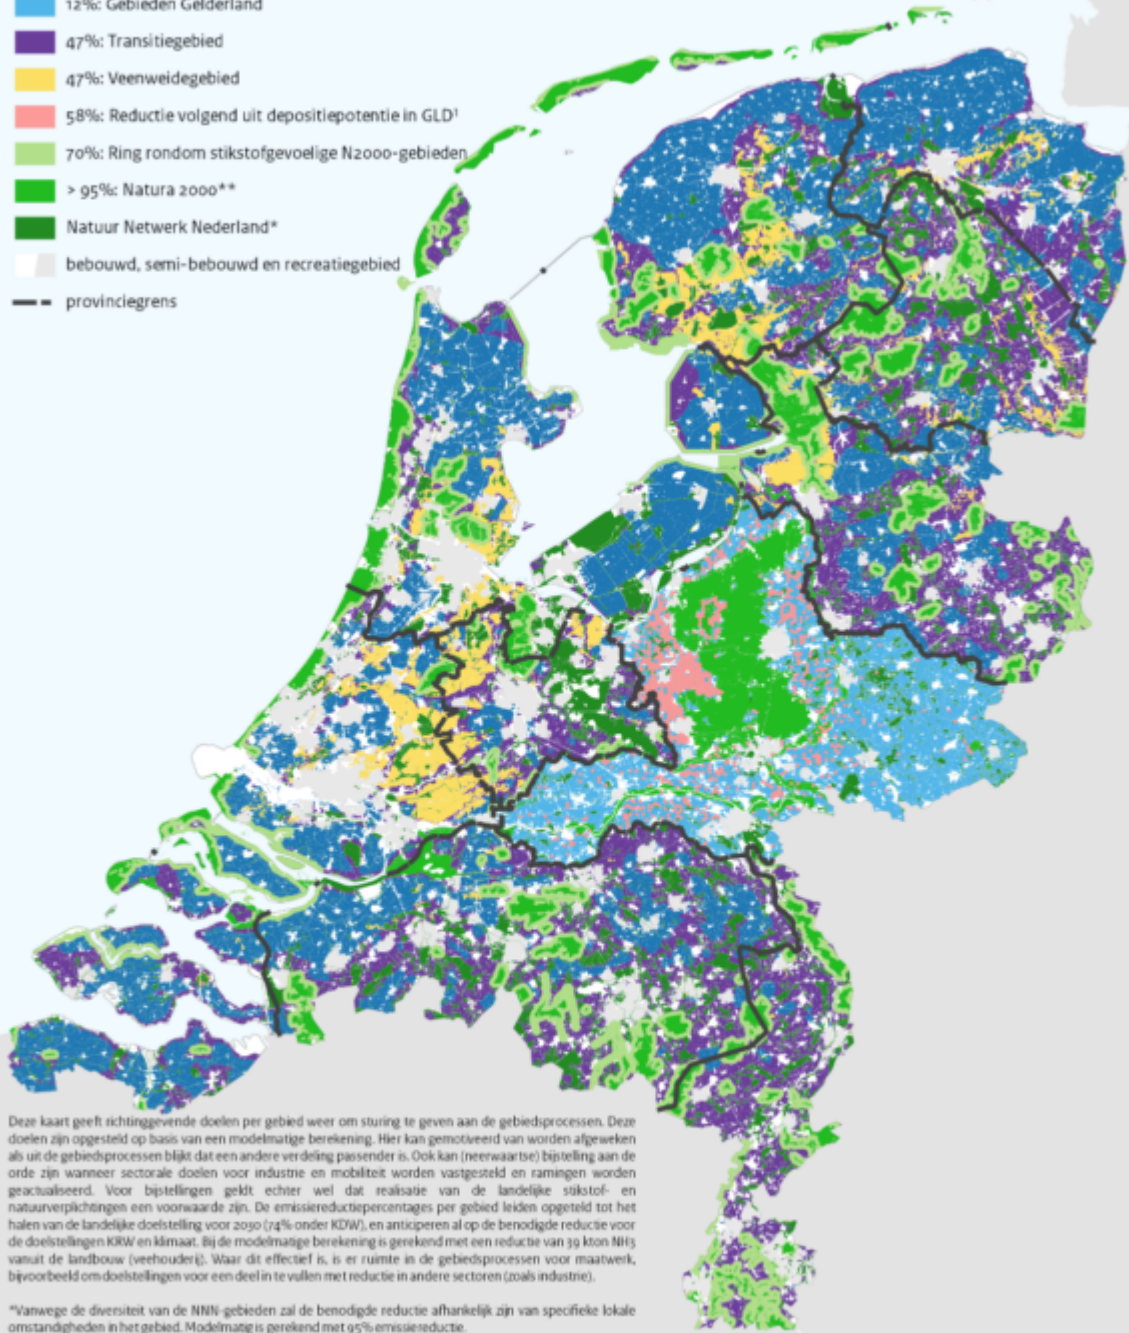 12%: Gebieden Gelderland
47%: Transitiegebied
47%: Veenweidegebied
58%: Reductie volgend uit depositiepotentie in GLD¹
70%: Ring rondom stikstofgevoelige N2000-gebieden
> 95%: Natura 2000**
Natuur Netwerk Nederland*
bebouwd, semi-bebouwd en recreatiegebied
provinciegrens
Deze kaart geeft richtinggevende doelen per gebied weer om sturing te geven aan de gebiedsprocessen. Deze
doelen zijn opgesteld op basis van een modelmatige berekening. Hier kan gemotiveerd van worden afgeweken
als uit de gebiedsprocessen blijkt dat een andere verdeling passender is. Ook kan (neerwaartse) bijstelling aan de
orde zijn wanneer sectorale doelen voor industrie en mobiliteit worden vastgesteld en ramingen worden
geactualiseerd. Voor bijstellingen geldt echter wel dat realisatie van de landelijke stikstof- en
natuurverplichtingen een voorwaarde zijn. De emissiereductiepercentages per gebied leiden opgeteld tot het
halen van de landelijke doelstelling voor 2030 (74% onder KDW), en anticiperen al op de benodigde reductie voor
de doelstellingen KRW en klimaat. Bij de modelmatige berekening is gerekend met een reductie van 39 kton NH3
vanuit de landbouw (veehouderij). Waar dit effectief is, is er ruimte in de gebiedsprocessen voor maatwerk,
bijvoorbeeld om doelstellingen voor een deel in te vullen met reductie in andere sectoren (zoals industrie).
*Vanwege de diversiteit van de NNN-gebieden zal de benodigde reductie afhankelijk zijn van specifieke lokale
omstandigheden in het gebied. Modelmatig is gerekend met 95% emissiereductie.